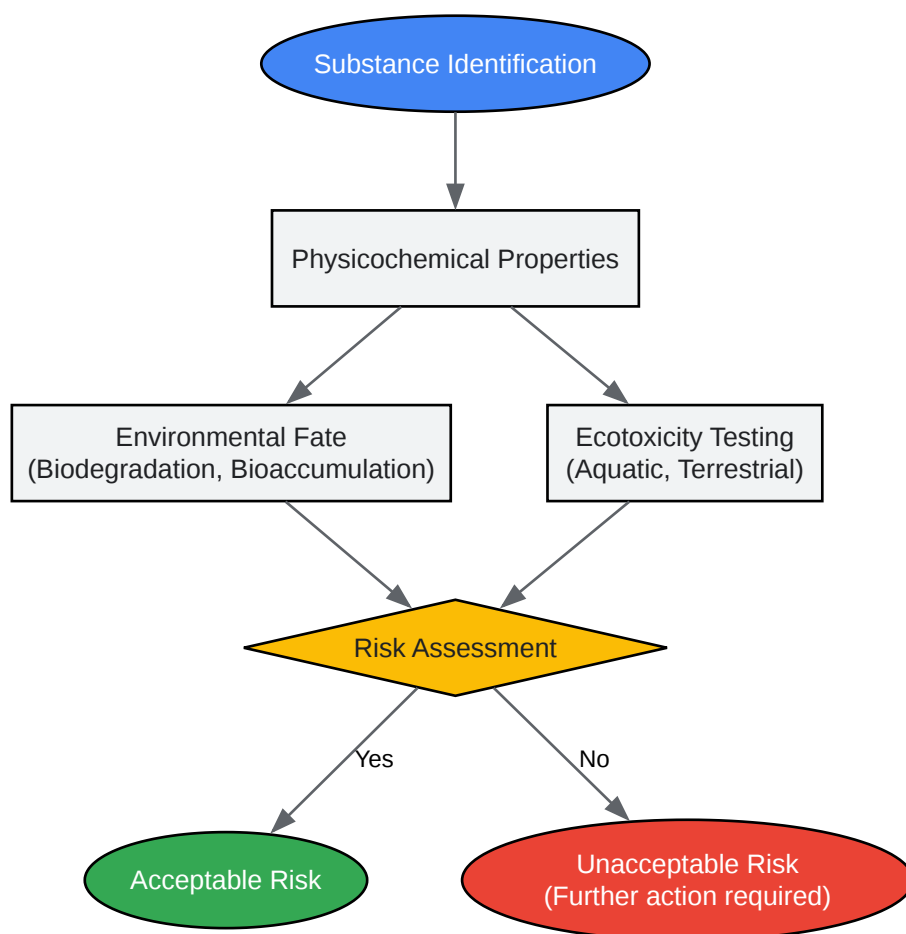 Substance Identification
Physicochemical Properties
Environmental Fate
(Biodegradation, Bioaccumulation)
Ecotoxicity Testing
(Aquatic, Terrestrial)
Risk Assessment
Yes
No
Acceptable Risk
Unacceptable Risk
(Further action required)